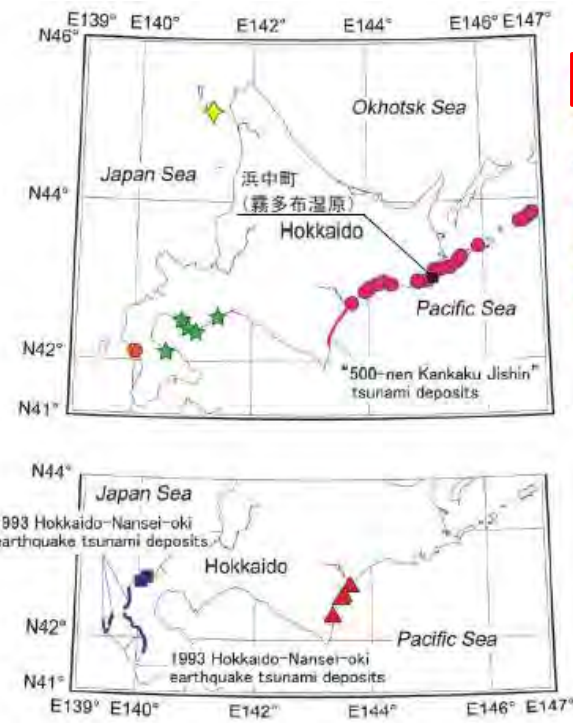 E139° E140° E142° E144° E146° E147°
N46°
Okhotsk Sea
Japan Sea
浜中町
N44°
(霧多布湿原)
Hokkaido
Pacific Sea
N42°
"500-nen Kankaku Jishin"
tsunami deposits
N41°
N44°
Japan Sea
1993 Hokkaido-Nansei-oki
earthquake tsunami deposits
Hokkaido
N42°
Pacific Sea
1993 Hokkaido-Nansei-oki
earthquake tsunami deposits
N41°
E139° E140° E142° E144° E146° E147°